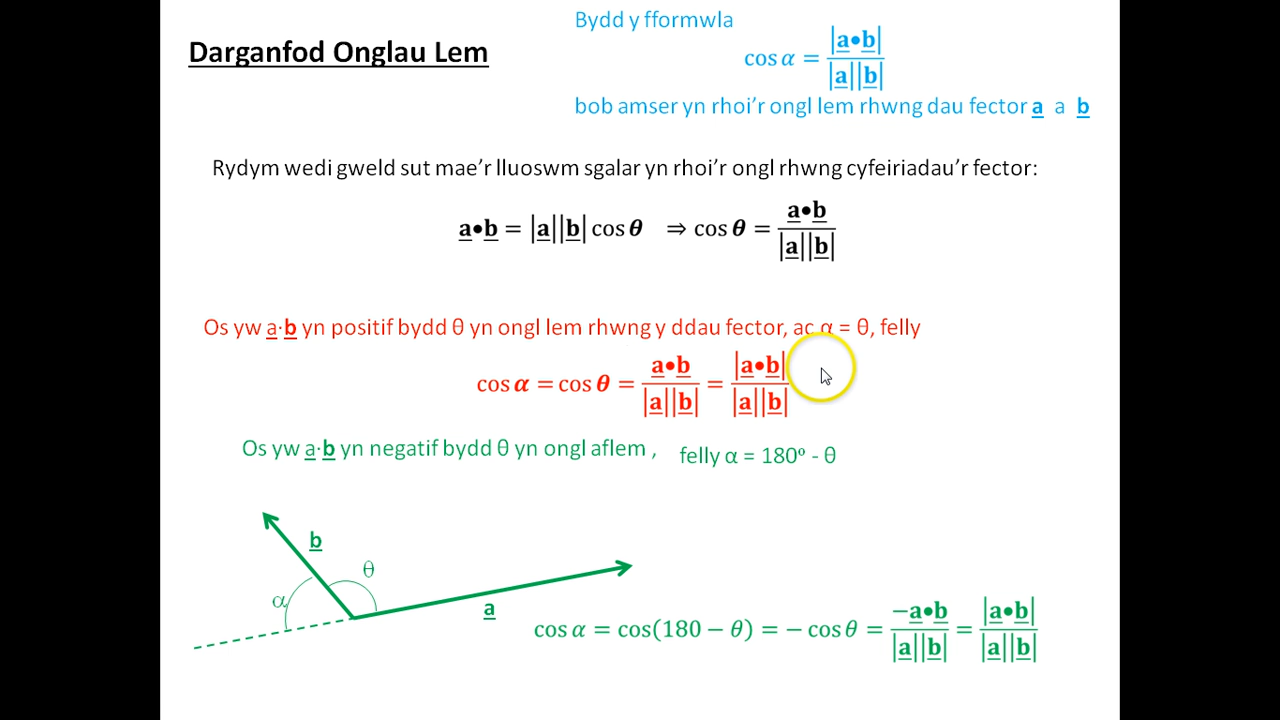 Darganfod Onglau Lem
Bydd y fformwla
cos α = |a•b| / |a||b|
bob amser yn rhoi'r ongl lem rhwng dau fector a a b
Rydym wedi gweld sut mae'r lluoswm sgalar yn rhoi'r ongl rhwng cyfeiriadau'r fector:
a•b = |a||b| cos θ ⇒ cos θ = a•b / |a||b|
Os yw a·b yn positif bydd θ yn ongl lem rhwng y ddau fector, ac α = θ, felly
cos α = cos θ = a•b / |a||b| = |a•b| / |a||b|
Os yw a·b yn negatif bydd θ yn ongl aflem , felly α = 180º - θ
b
θ
α
a
cos α = cos(180 − θ) = − cos θ = −a•b / |a||b| = |a•b| / |a||b|